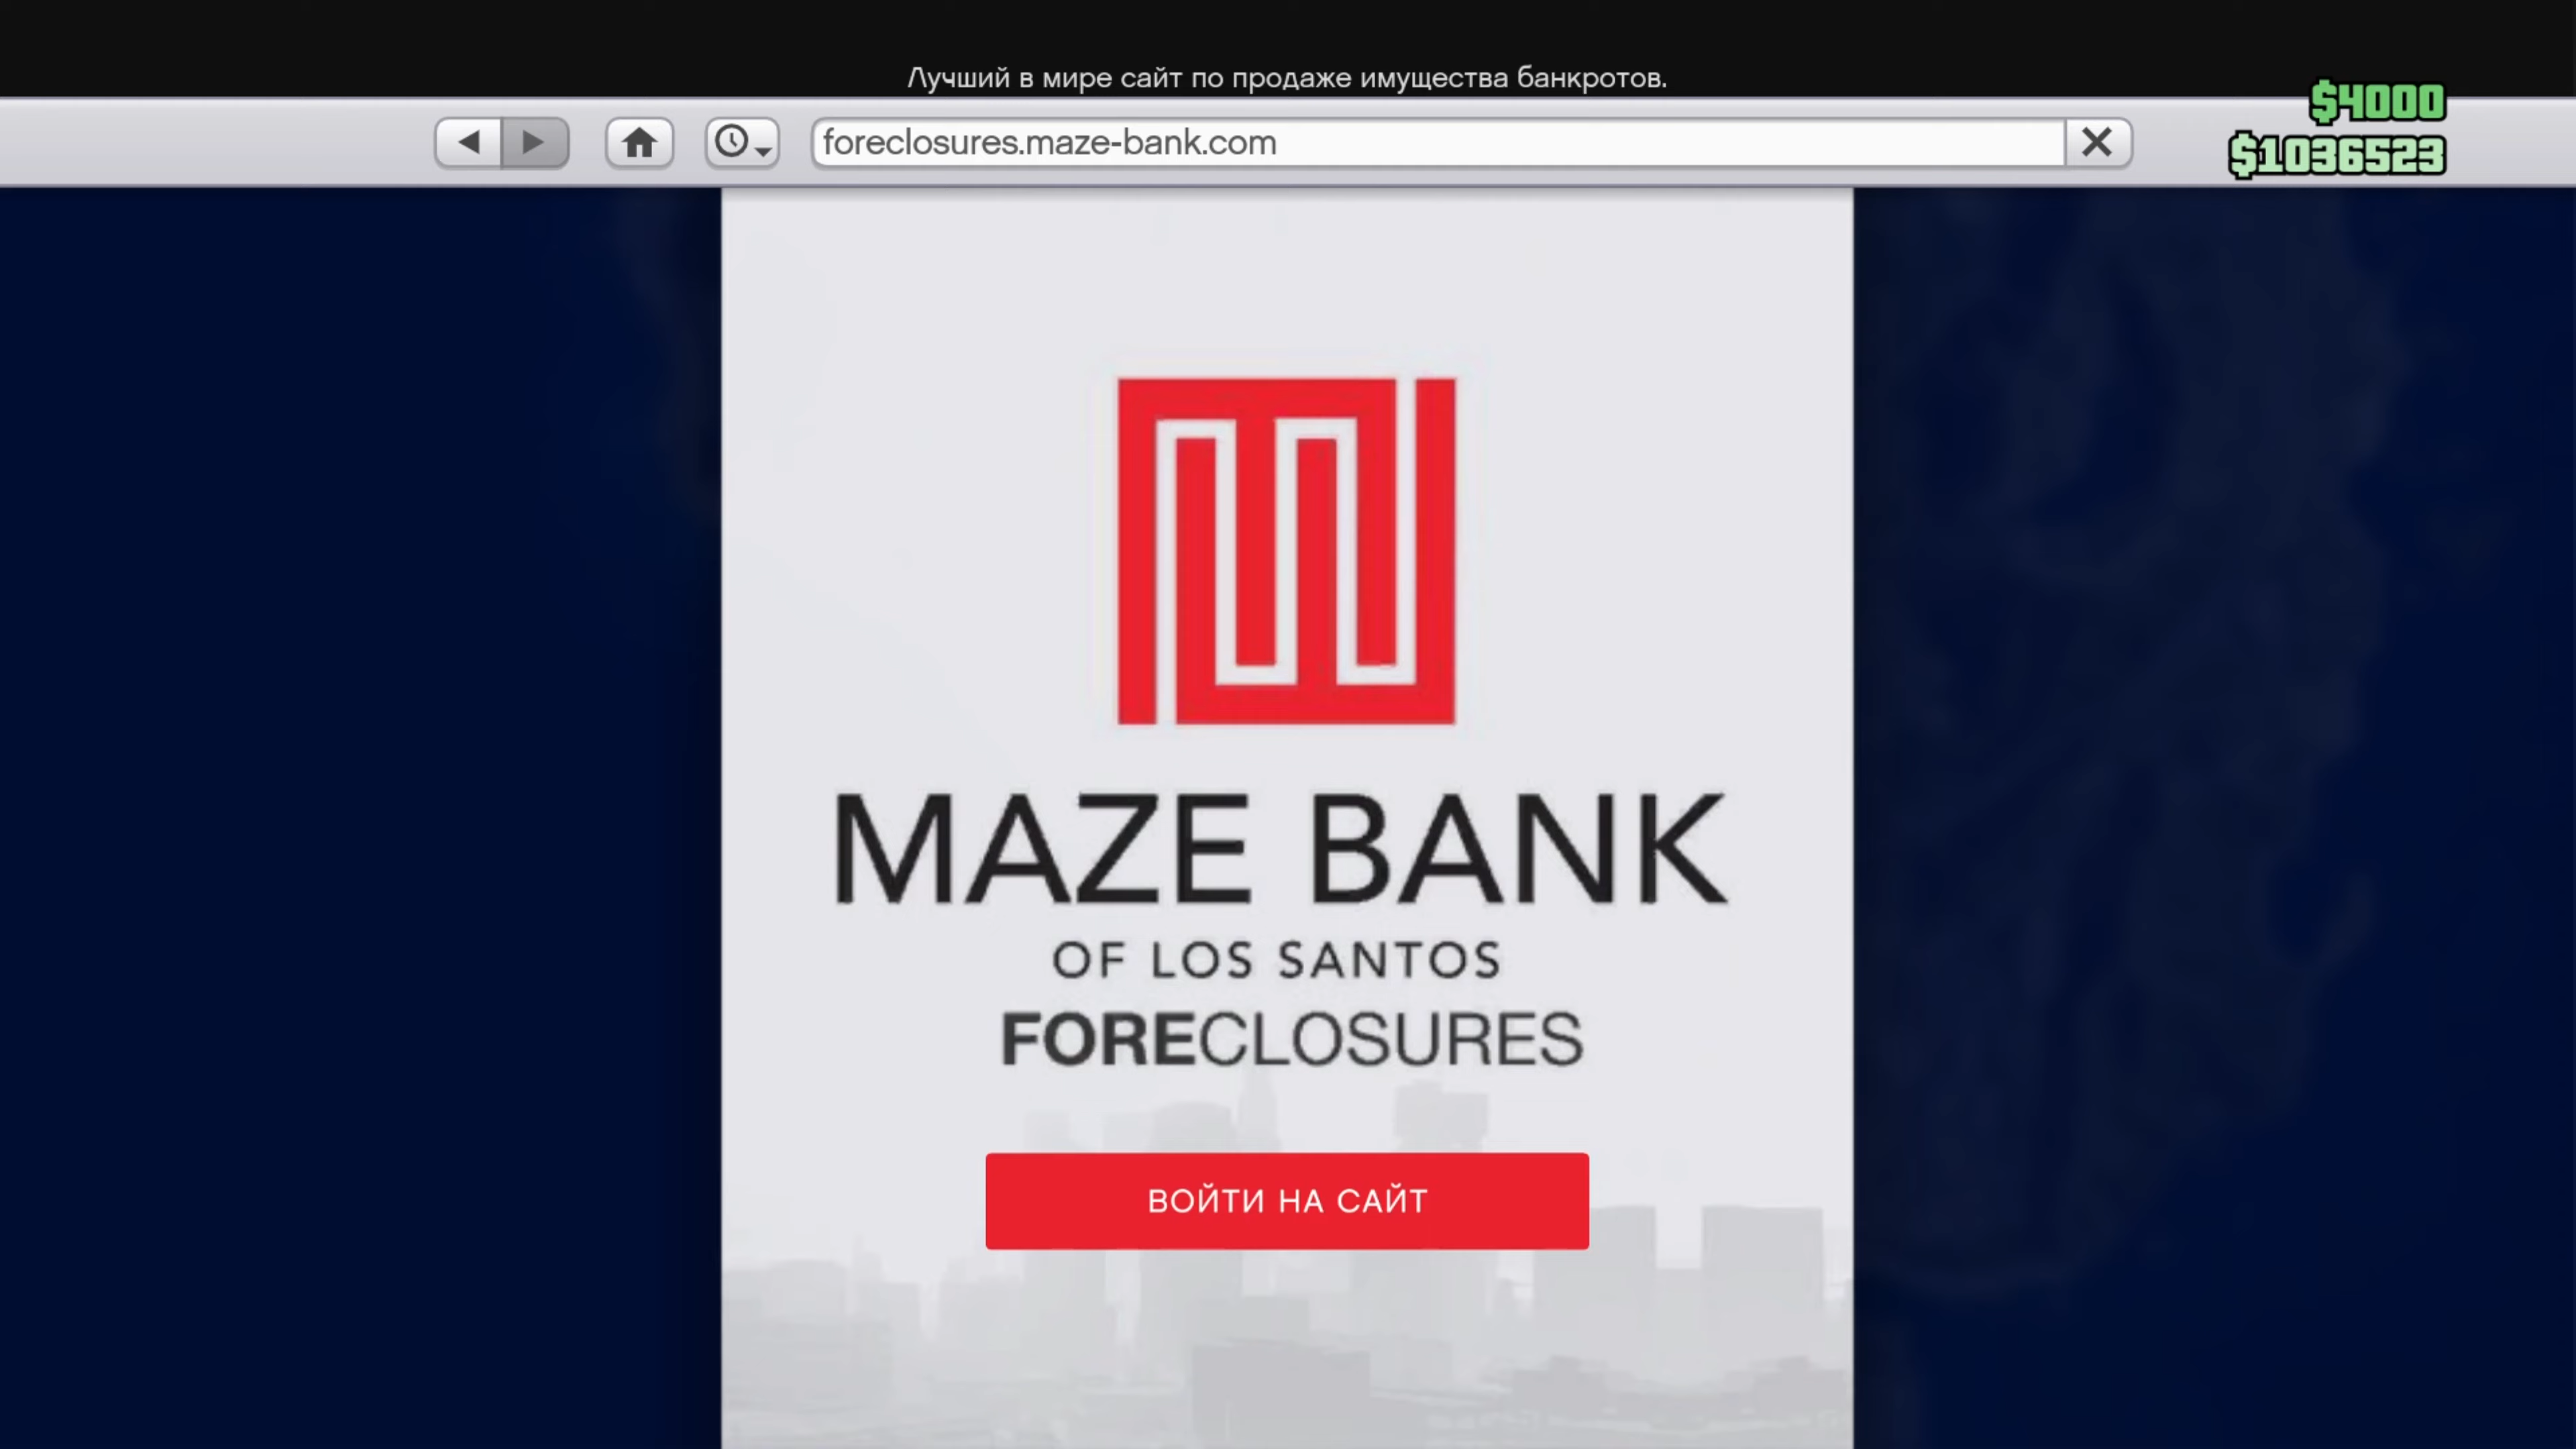 Лучший в мире сайт по продаже имущества банкротов.
$4000
foreclosures.maze-bank.com
$1036523
MAZE BANK
OF LOS SANTOS
FORECLOSURES
ВОЙТИ НА САЙТ